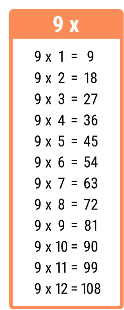 9 x
9 x 1 = 9
9 x 2 = 18
9 x 3 = 27
9 x 4 = 36
9 x 5 = 45
9 x 6 = 54
9 x 7 = 63
9 x 8 = 72
9 x 9 = 81
9 x 10 = 90
9 x 11 = 99
9 x 12 = 108